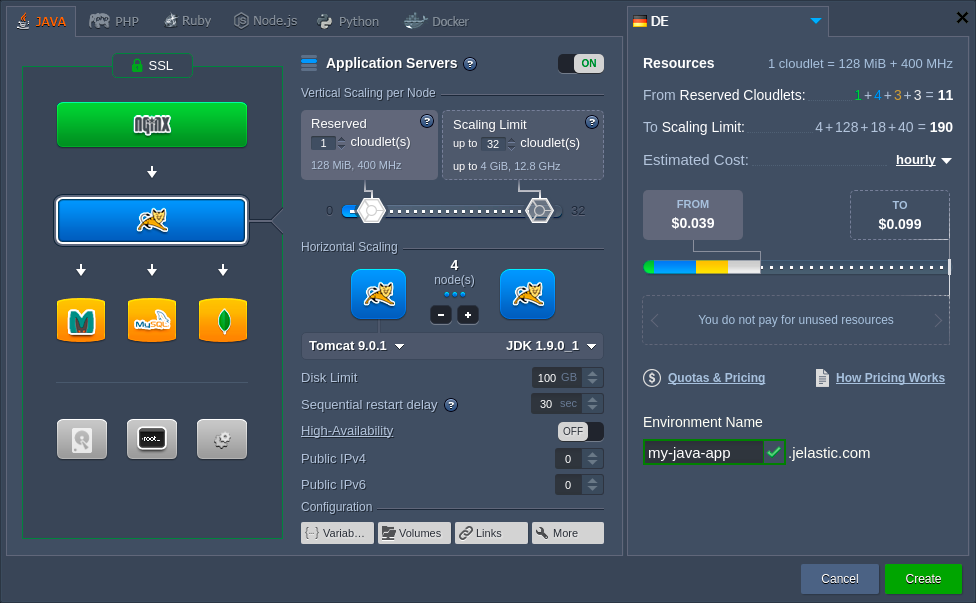 JAVA
PHP
Ruby
Node.js
Python
Docker
DE
SSL
NGINX
MySQL
root...
Application Servers ?
ON
Vertical Scaling per Node
Reserved ?
1 cloudlet(s)
128 MiB, 400 MHz
Scaling Limit ?
up to 32 cloudlet(s)
up to 4 GiB, 12.8 GHz
0
32
Horizontal Scaling
4
node(s)
Tomcat 9.0.1
JDK 1.9.0_1
Disk Limit 100 GB
Sequential restart delay ? 30 sec
High-Availability OFF
Public IPv4 0
Public IPv6 0
Configuration
Variab...
Volumes
Links
More
Resources 1 cloudlet = 128 MiB + 400 MHz
From Reserved Cloudlets: 1+4+3+3 = 11
To Scaling Limit: 4+128+18+40 = 190
Estimated Cost: hourly
FROM
$0.039
TO
$0.099
You do not pay for unused resources
$ Quotas & Pricing
How Pricing Works
Environment Name
my-java-app .jelastic.com
Cancel
Create